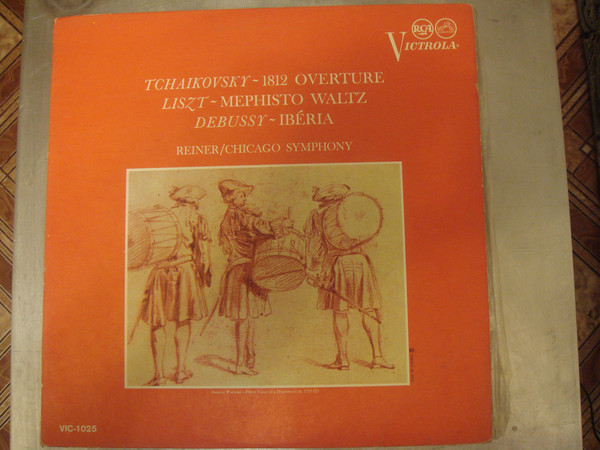 RCA
VICTROLA
TCHAIKOVSKY ~ 1812 OVERTURE
LISZT ~ MEPHISTO WALTZ
DEBUSSY ~ IBÉRIA
REINER/CHICAGO SYMPHONY
VIC-1025